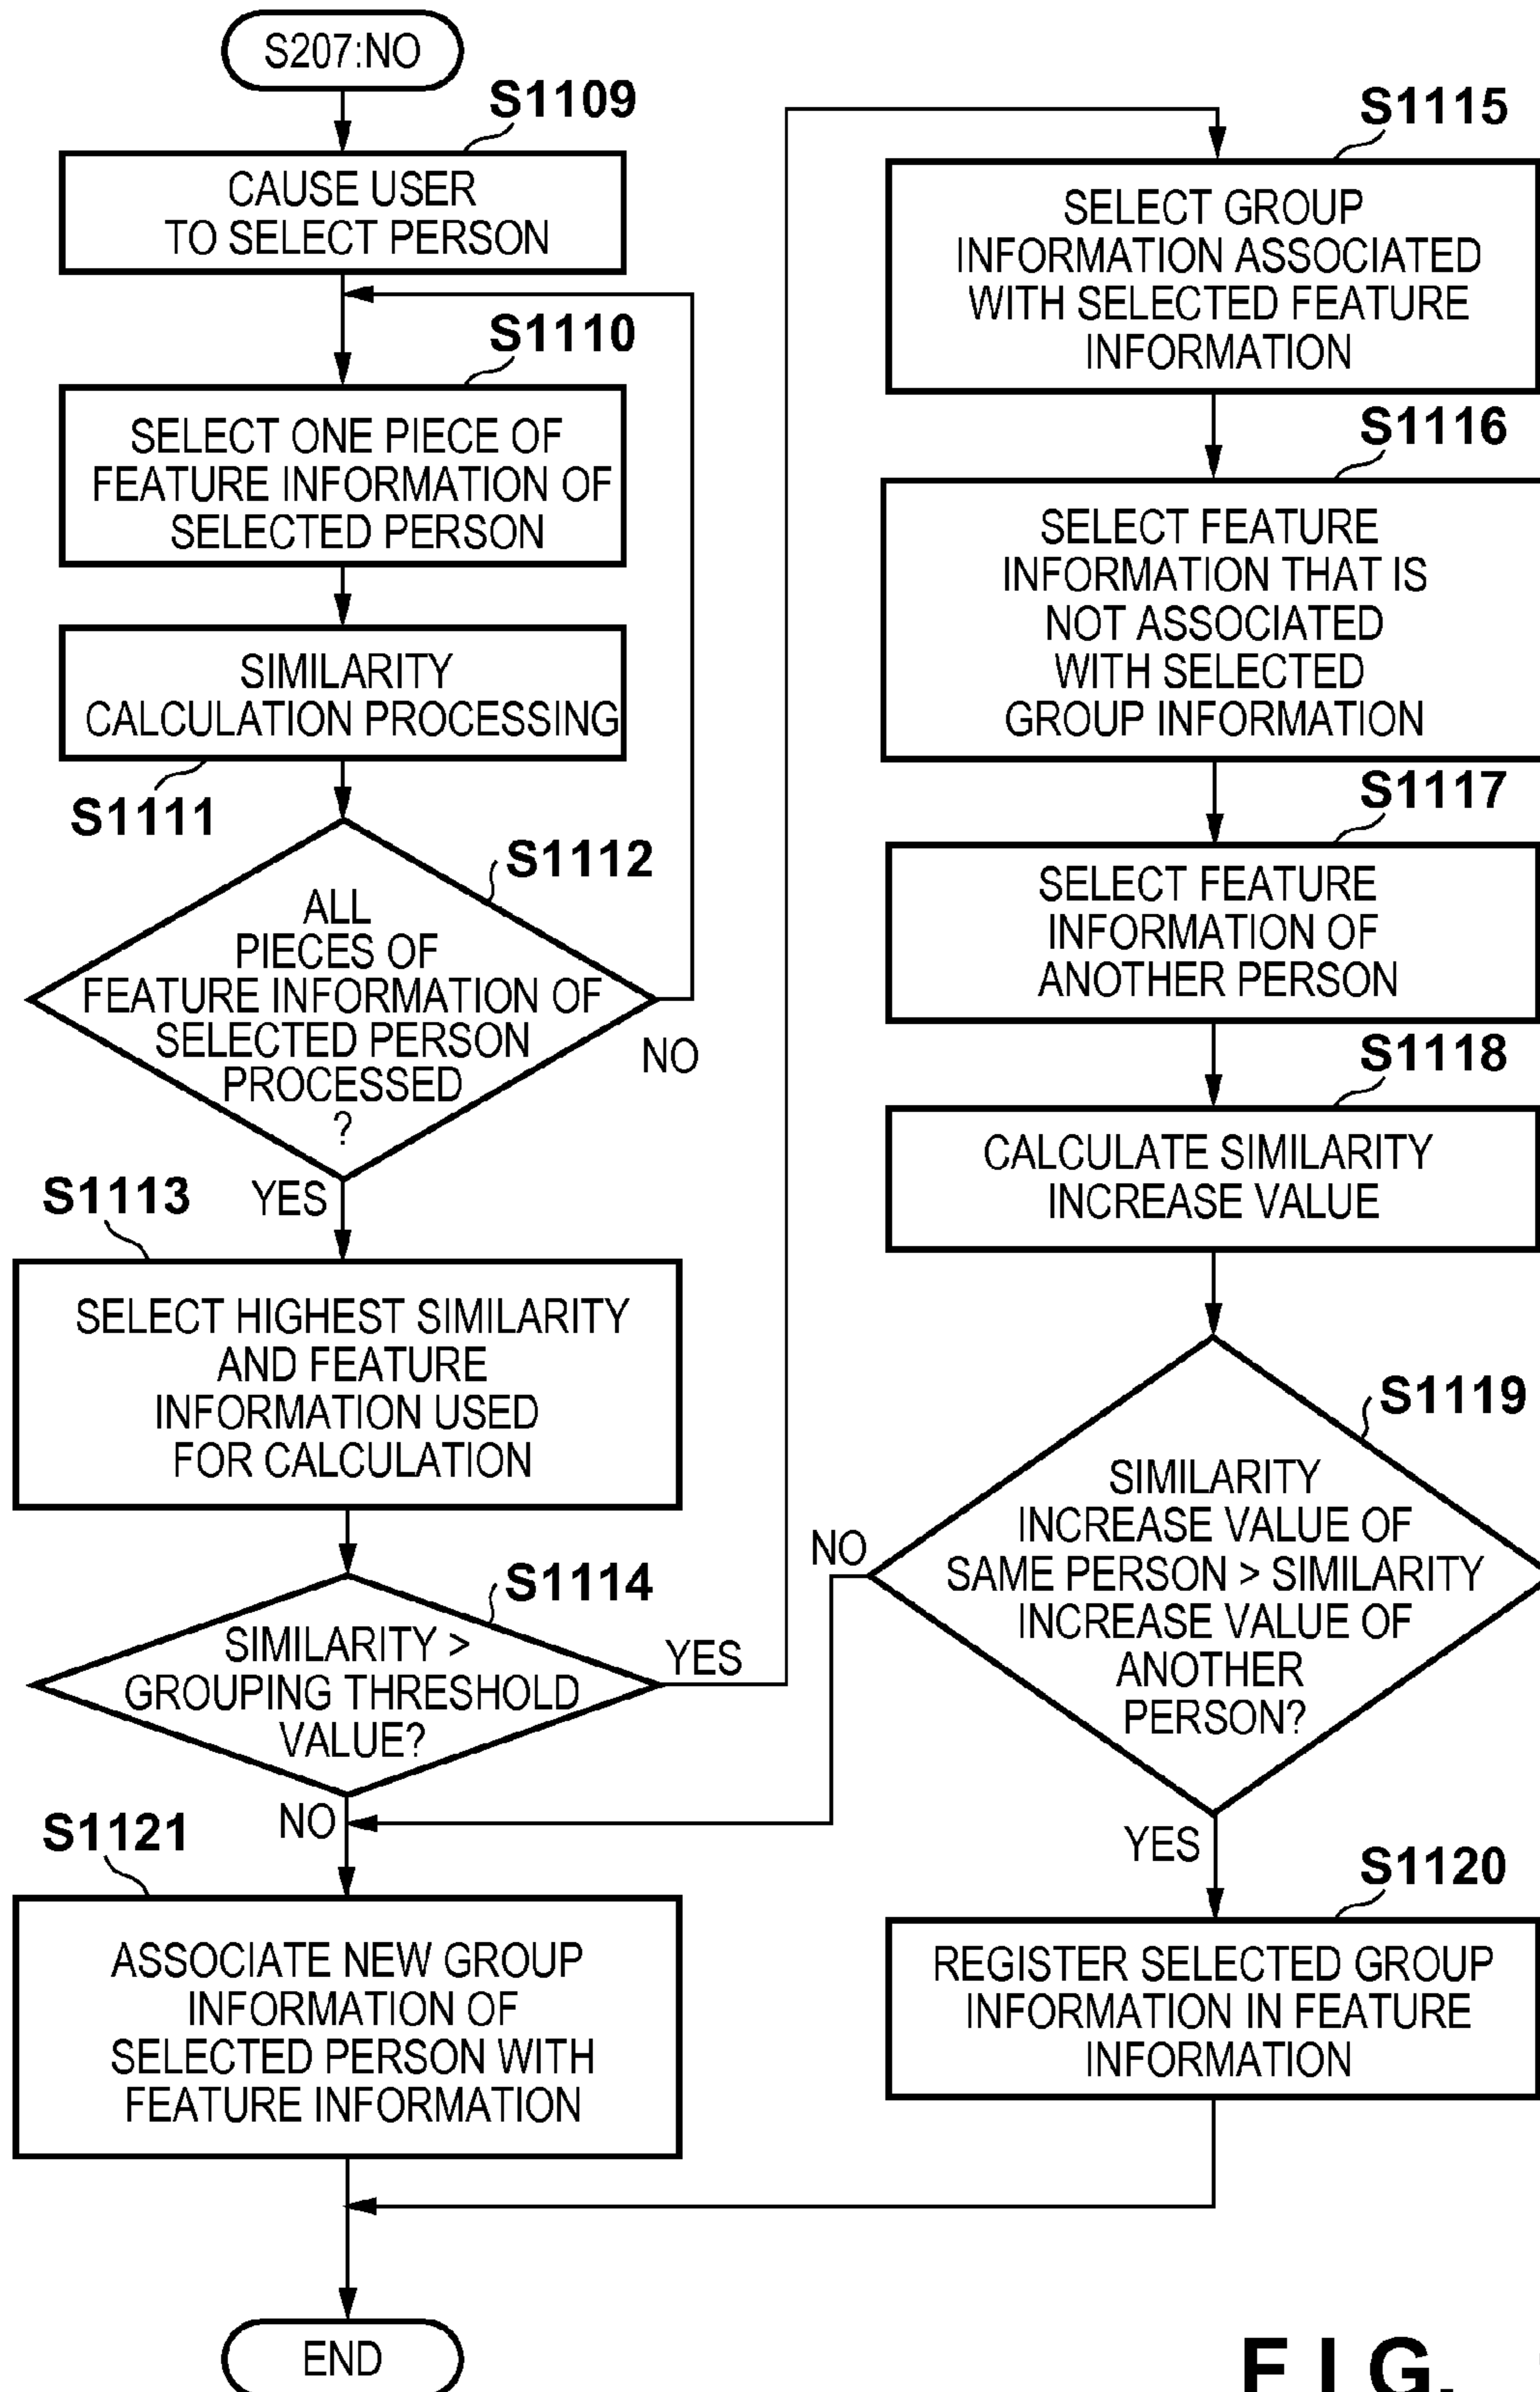 S207:NO
S1109
CAUSE USER
TO SELECT PERSON
S1110
SELECT ONE PIECE OF
FEATURE INFORMATION OF
SELECTED PERSON
SIMILARITY
CALCULATION PROCESSING
S1111
S1112
ALL
PIECES OF
FEATURE INFORMATION OF
SELECTED PERSON
PROCESSED
?
NO
YES
S1113
SELECT HIGHEST SIMILARITY
AND FEATURE
INFORMATION USED
FOR CALCULATION
S1114
SIMILARITY >
GROUPING THRESHOLD
VALUE?
YES
NO
S1121
ASSOCIATE NEW GROUP
INFORMATION OF
SELECTED PERSON WITH
FEATURE INFORMATION
END
S1115
SELECT GROUP
INFORMATION ASSOCIATED
WITH SELECTED FEATURE
INFORMATION
S1116
SELECT FEATURE
INFORMATION THAT IS
NOT ASSOCIATED
WITH SELECTED
GROUP INFORMATION
S1117
SELECT FEATURE
INFORMATION OF
ANOTHER PERSON
S1118
CALCULATE SIMILARITY
INCREASE VALUE
S1119
SIMILARITY
INCREASE VALUE OF
SAME PERSON > SIMILARITY
INCREASE VALUE OF
ANOTHER
PERSON?
NO
YES
S1120
REGISTER SELECTED GROUP
INFORMATION IN FEATURE
INFORMATION
FIG.